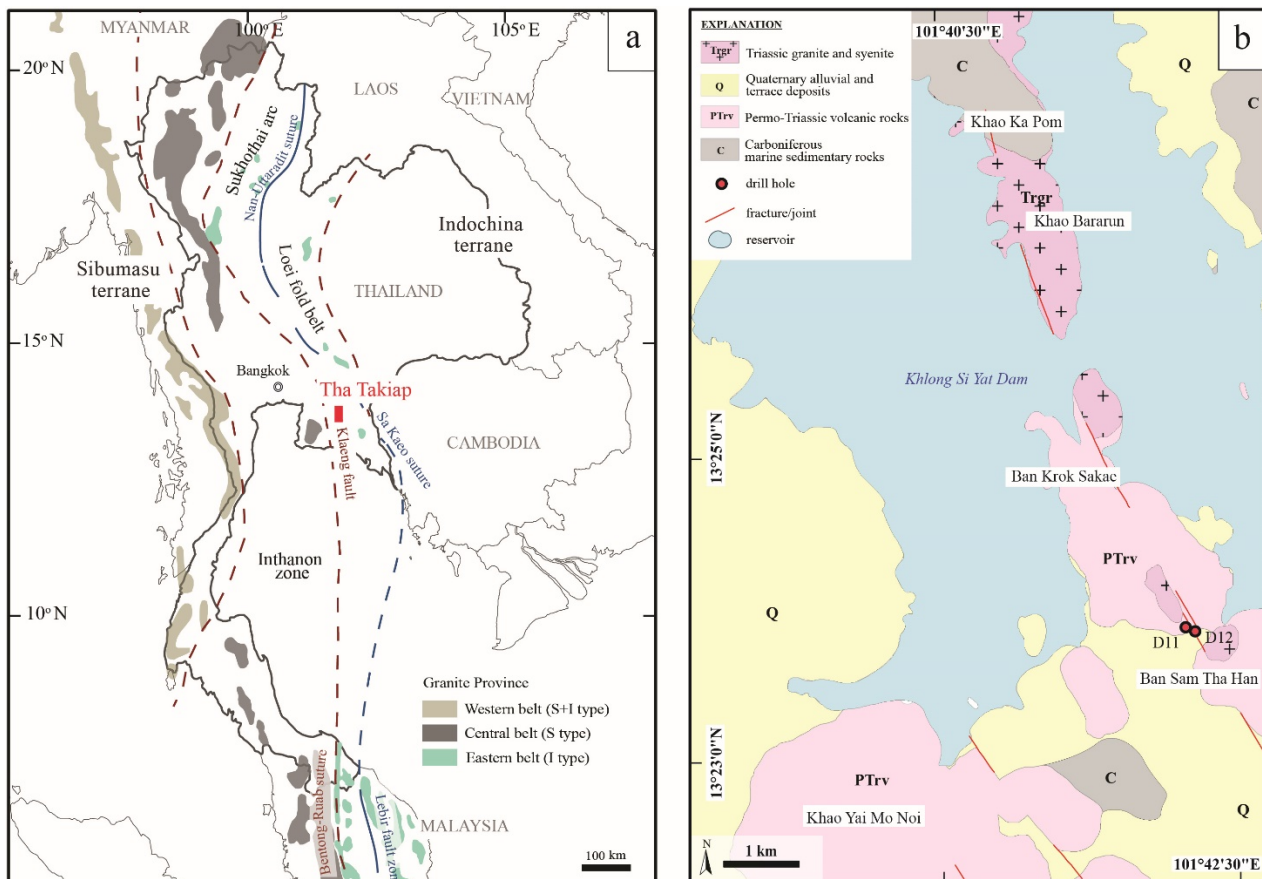 a
MYANMAR
100° E
105° E
20° N
LAOS
VIETNAM
Sukhothai arc
Nan-Uttaradit suture
Indochina
terrane
Sibumasu
terrane
Loei fold belt
THAILAND
15° N
Bangkok
Tha Takiap
Klaeng fault
Sa Kaeo suture
CAMBODIA
Inthanon
zone
10° N
Granite Province
Western belt (S+I type)
Central belt (S type)
Eastern belt (I type)
Bentong-Ruab suture
Lebir fault zone
MALAYSIA
100 km
b
EXPLANATION
Trgr
Triassic granite and syenite
Q
Quaternary alluvial and
terrace deposits
PTrv
Permo-Triassic volcanic rocks
C
Carboniferous
marine sedimentary rocks
drill hole
fracture/joint
reservoir
101°40'30"E
C
Q
C
Khao Ka Pom
Trgr
Khao Bararun
Khlong Si Yat Dam
13°25'0"N
Ban Krok Sakae
PTrv
Q
D11
D12
Ban Sam Tha Han
13°23'0"N
C
PTrv
Q
Khao Yai Mo Noi
N
1 km
101°42'30"E